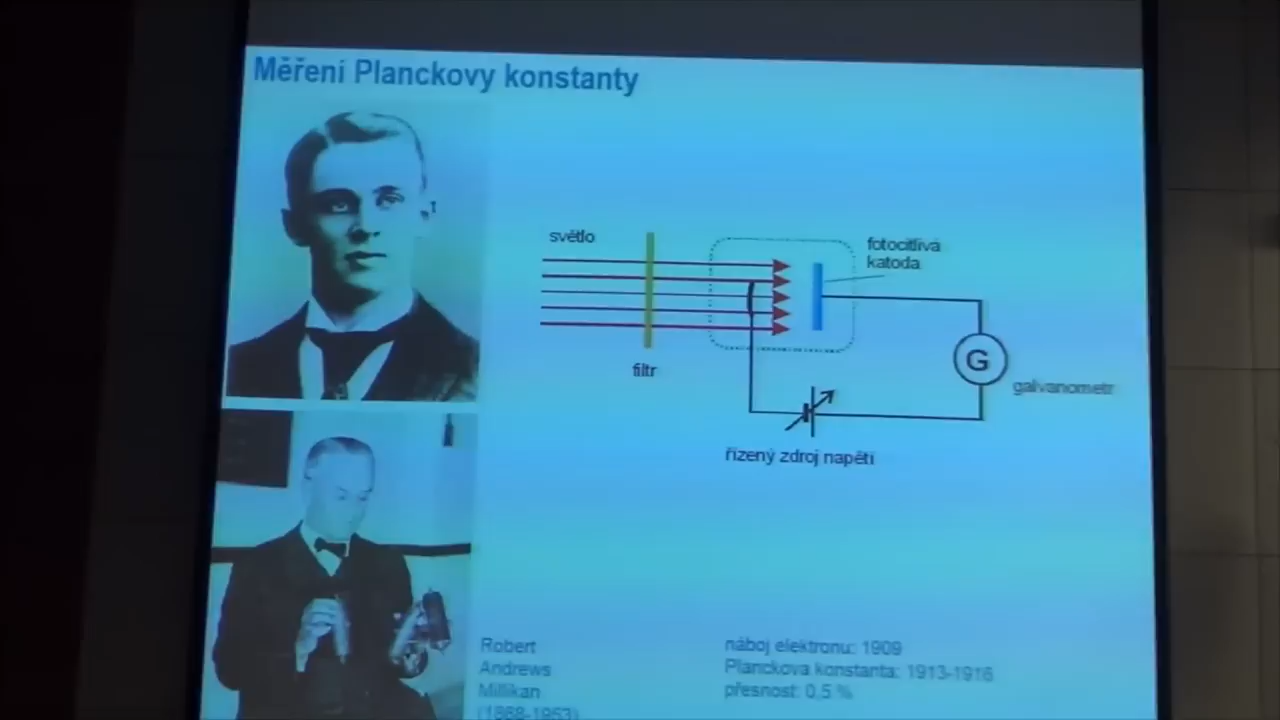 Měření Planckovy konstanty
světlo
fotocitlivá
katoda
filtr
G
galvanometr
řízený zdroj napětí
Robert
Andrews
Millikan
(1868-1953)
náboj elektronu: 1909
Planckova konstanta: 1913-1916
přesnost: 0,5 %